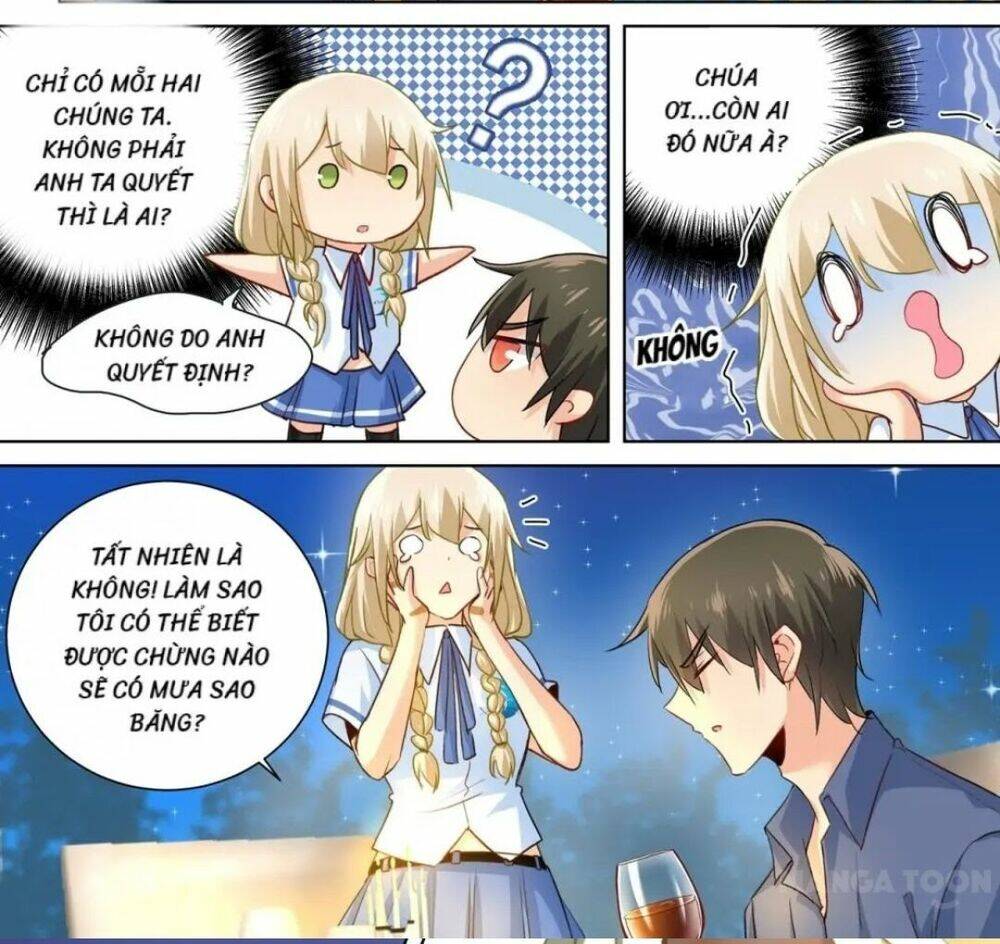 CHỈ CÓ MỖI HAI
CHÚNG TA.
KHÔNG PHẢI
ANH TA QUYẾT
THÌ LÀ AI?
?
KHÔNG DO ANH
QUYẾT ĐỊNH?
CHÚA
ƠI...CÒN AI
ĐÓ NỮA À?
KHÔNG
TẤT NHIÊN LÀ
KHÔNG! LÀM SAO
TÔI CÓ THỂ BIẾT
ĐƯỢC CHỪNG NÀO
SẼ CÓ MƯA SAO
BĂNG?
MANGA TOON